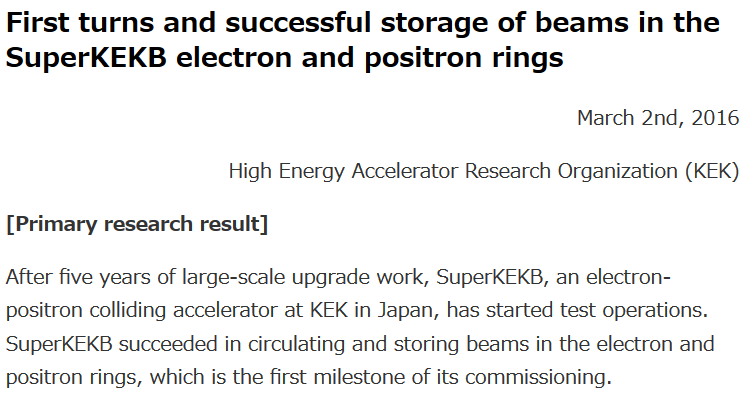 First turns and successful storage of beams in the
SuperKEKB electron and positron rings
March 2nd, 2016
High Energy Accelerator Research Organization (KEK)
[Primary research result]
After five years of large-scale upgrade work, SuperKEKB, an electron-
positron colliding accelerator at KEK in Japan, has started test operations.
SuperKEKB succeeded in circulating and storing beams in the electron and
positron rings, which is the first milestone of its commissioning.